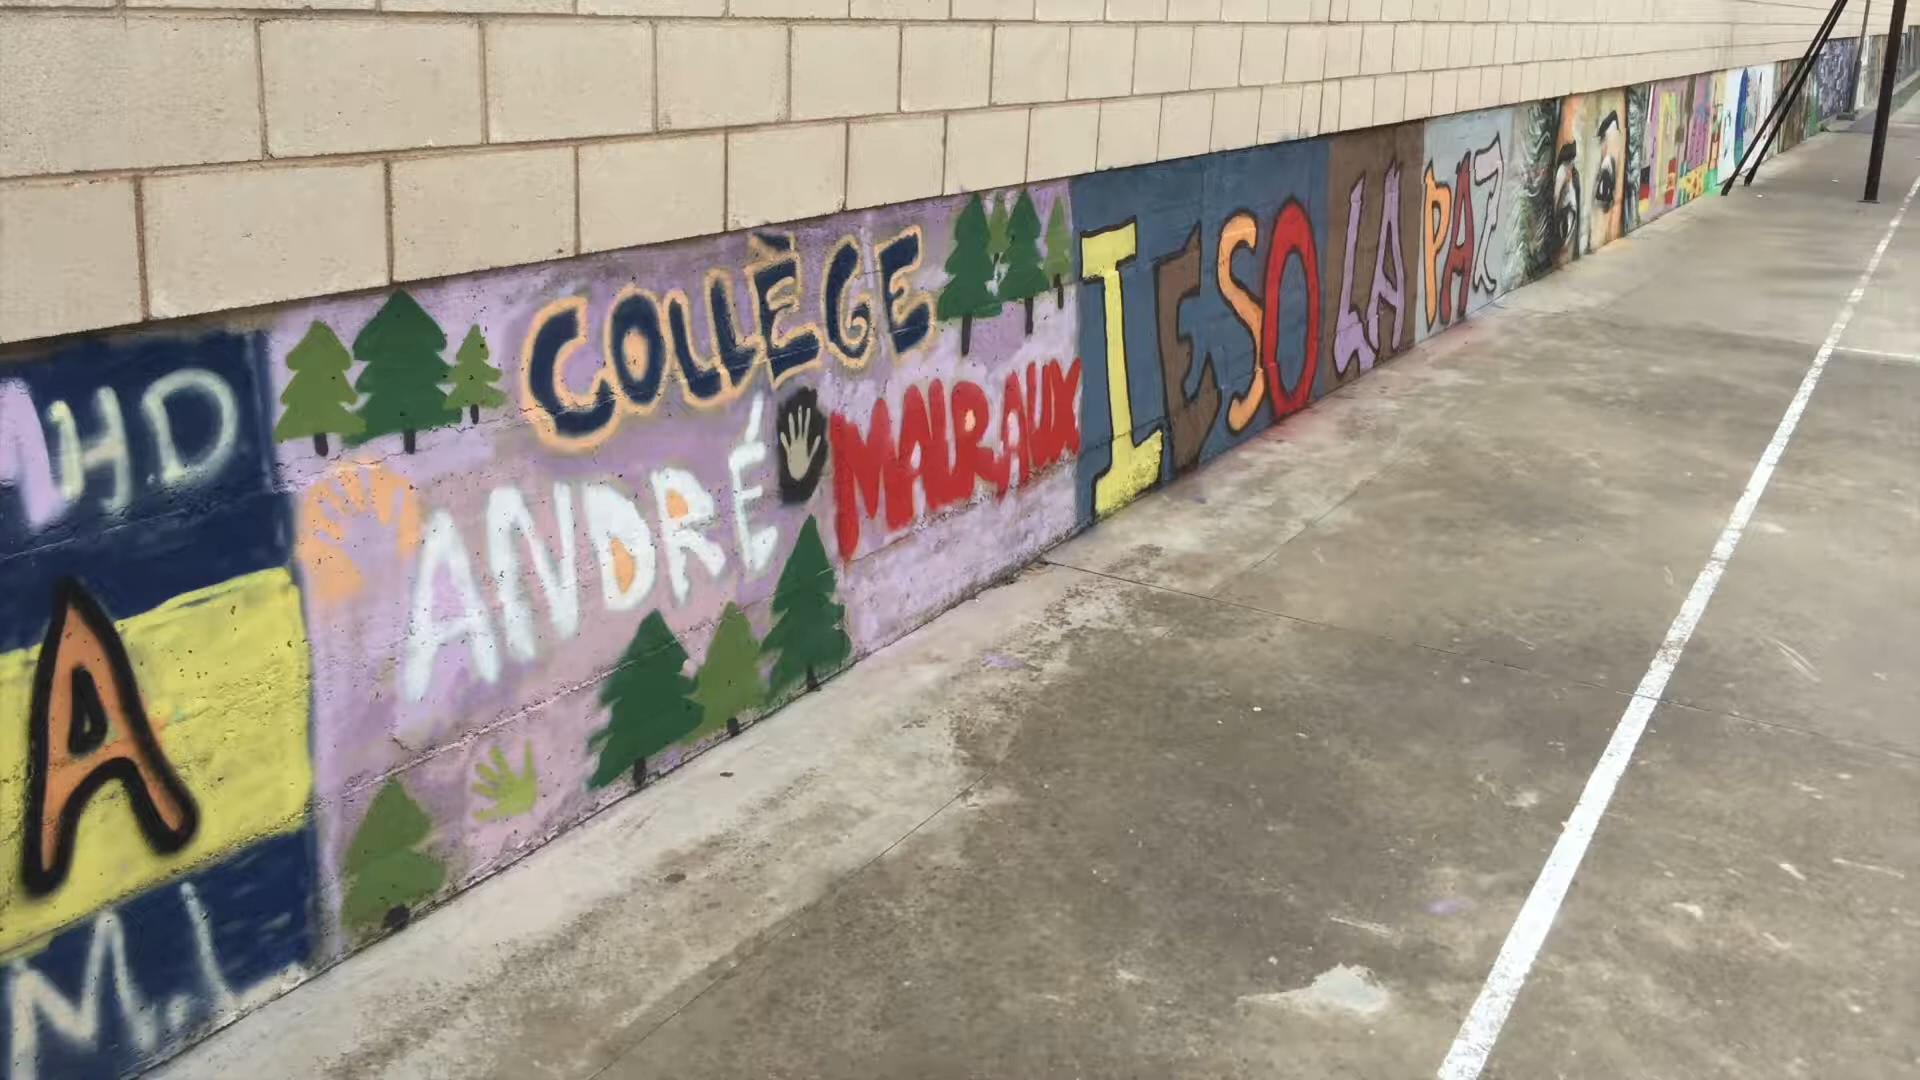 HD
A
M.I
COLLÈGE
ANDRÉ
MALRAUX
IESO LA PAZ